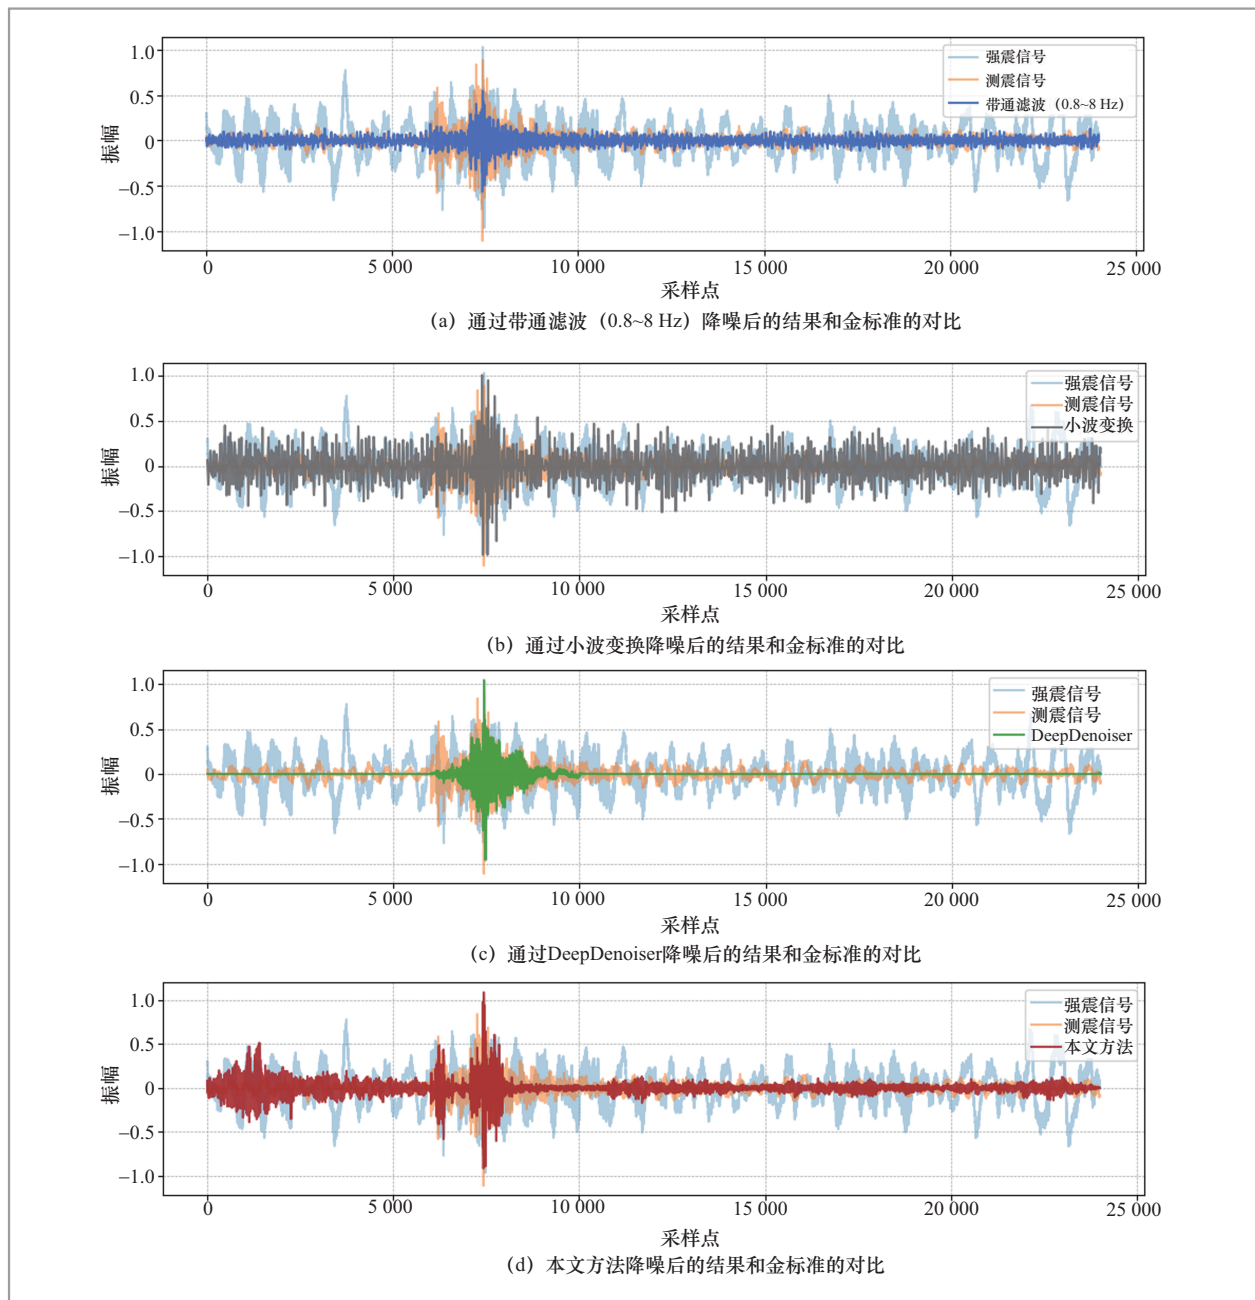 1.0
0.5
0
−0.5
−1.0
振幅
强震信号
测震信号
带通滤波（0.8~8 Hz）
0 5 000 10 000 15 000 20 000 25 000
采样点
(a) 通过带通滤波（0.8~8 Hz）降噪后的结果和金标准的对比
1.0
0.5
0
−0.5
−1.0
振幅
强震信号
测震信号
小波变换
0 5 000 10 000 15 000 20 000 25 000
采样点
(b) 通过小波变换降噪后的结果和金标准的对比
1.0
0.5
0
−0.5
−1.0
振幅
强震信号
测震信号
DeepDenoiser
0 5 000 10 000 15 000 20 000 25 000
采样点
(c) 通过DeepDenoiser降噪后的结果和金标准的对比
1.0
0.5
0
−0.5
−1.0
振幅
强震信号
测震信号
本文方法
0 5 000 10 000 15 000 20 000 25 000
采样点
(d) 本文方法降噪后的结果和金标准的对比